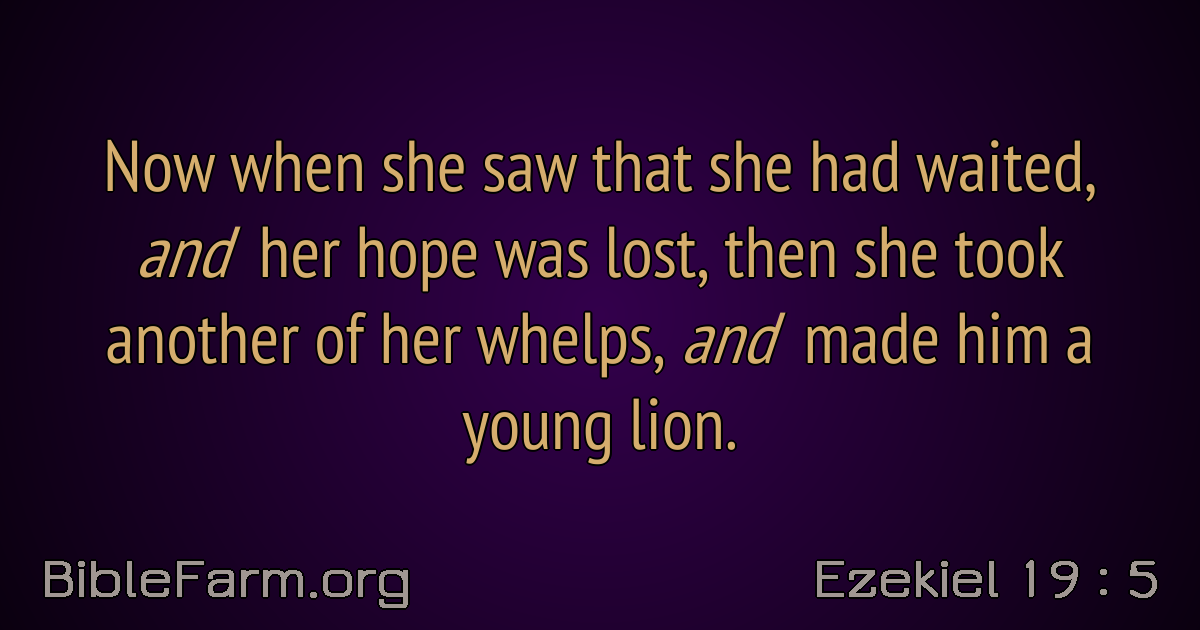 Now when she saw that she had waited,
and her hope was lost, then she took
another of her whelps, and made him a
young lion.
BibleFarm.org
Ezekiel 19 : 5